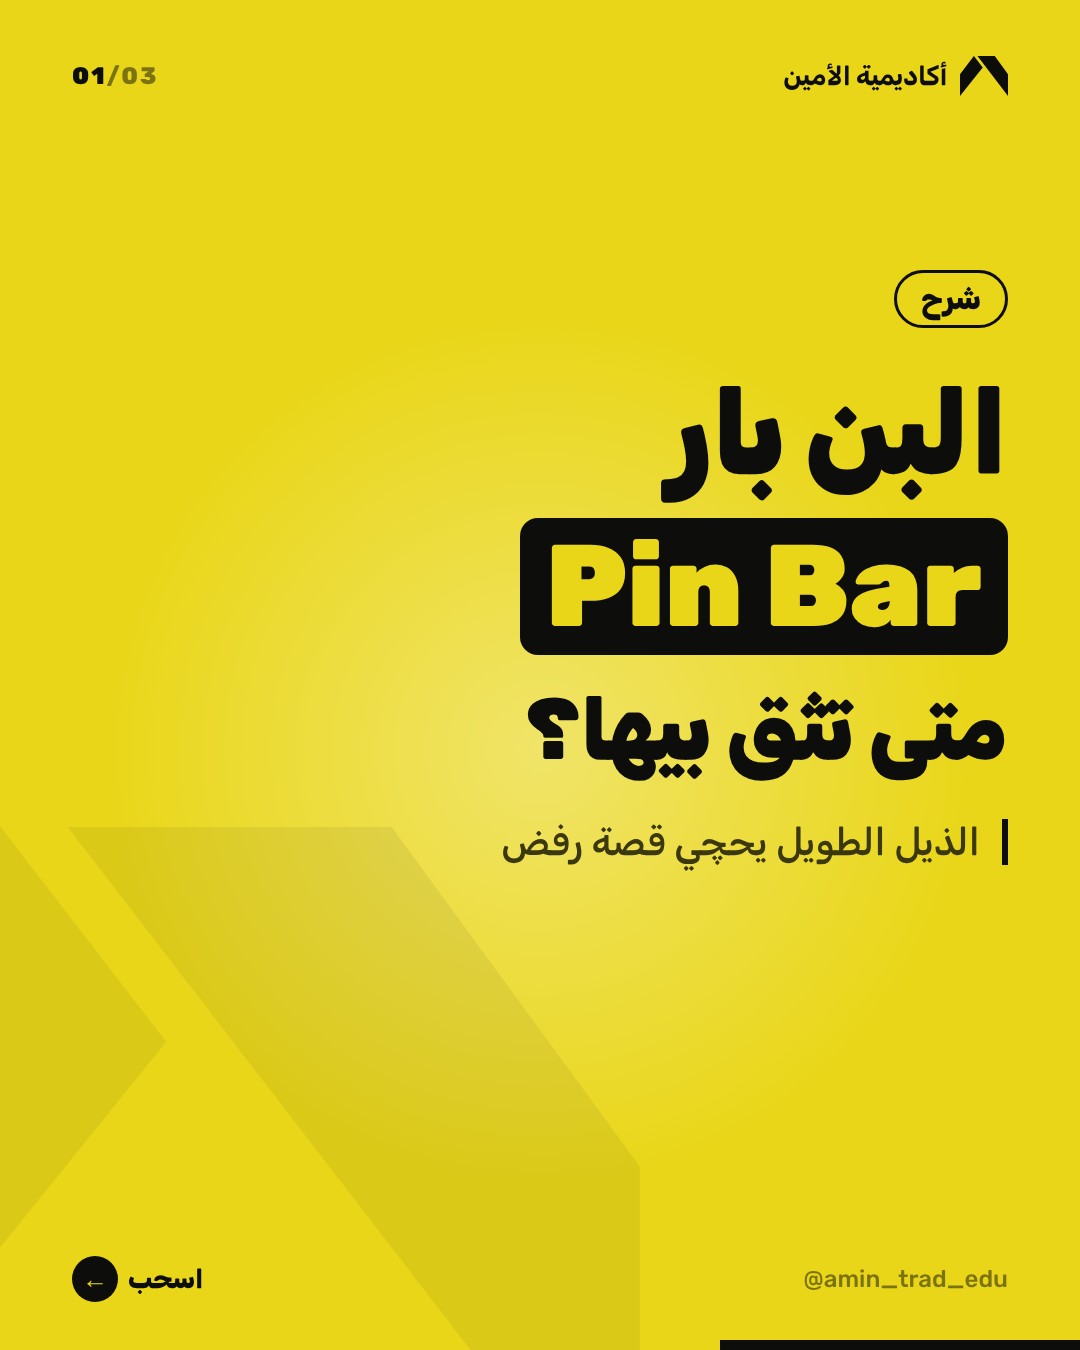 أكاديمية الأمين
01/03
شرح
البن بار
Pin Bar
متى تثق بيها؟
الذيل الطويل يحچي قصة رفض
@amin_trad_edu
اسحب ←